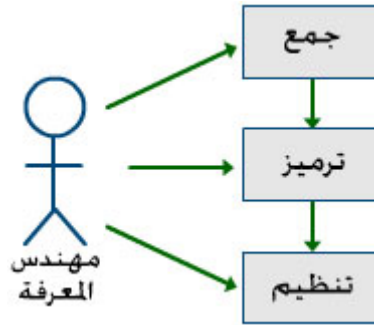 جمع
ترميز
تنظيم
مهندس
المعرفة